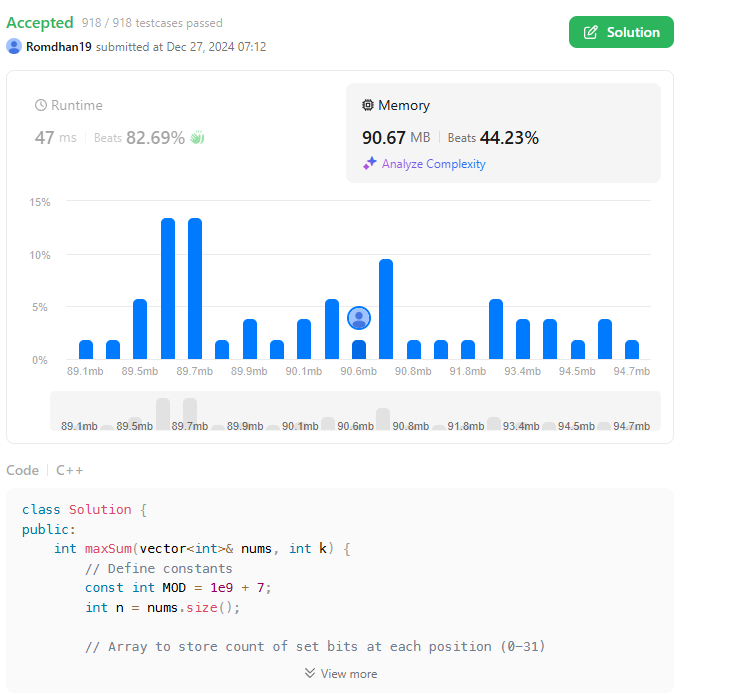 Accepted 918 / 918 testcases passed
Solution
Romdhan19 submitted at Dec 27, 2024 07:12
Runtime
47 ms Beats 82.69%
Memory
90.67 MB Beats 44.23%
Analyze Complexity
15%
10%
5%
0%
89.1mb 89.5mb 89.7mb 89.9mb 90.1mb 90.6mb 90.8mb 91.8mb 93.4mb 94.5mb 94.7mb
89.1mb 89.5mb 89.7mb 89.9mb 90.1mb 90.6mb 90.8mb 91.8mb 93.4mb 94.5mb 94.7mb
Code C++
class Solution {
public:
    int maxSum(vector<int>& nums, int k) {
        // Define constants
        const int MOD = 1e9 + 7;
        int n = nums.size();

        // Array to store count of set bits at each position (0-31)
View more